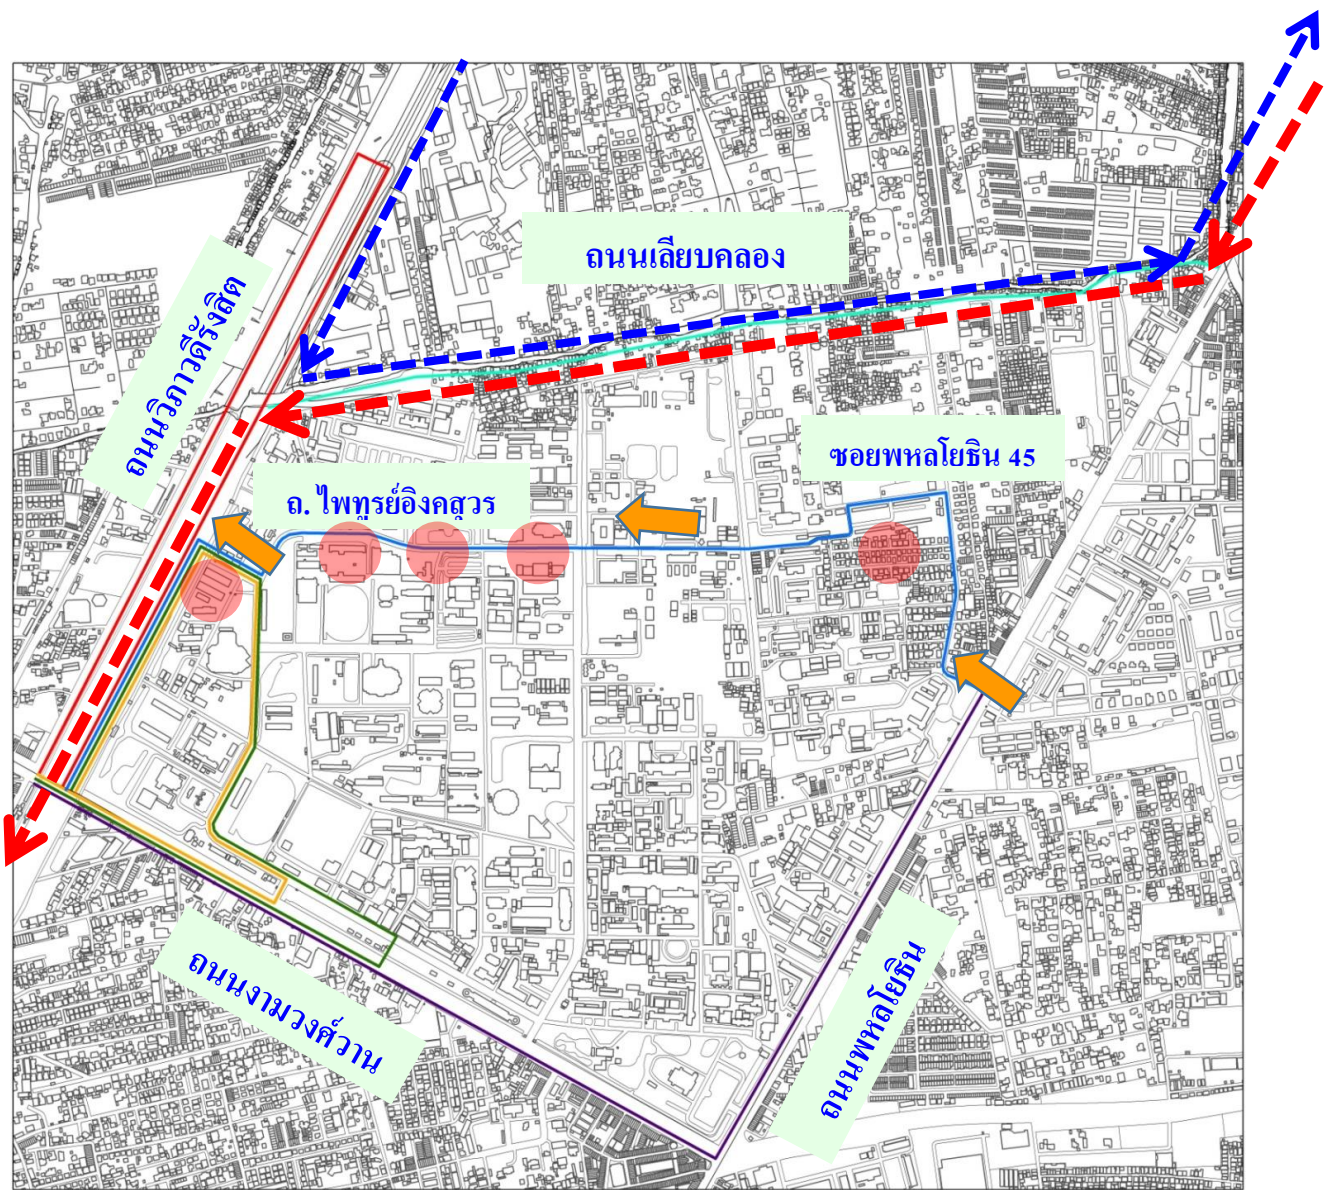 ถนนเลียบคลอง
ถนนวิภาวดีรังสิต
ซอยพหลโยธิน 45
ถ. ไพฑูรย์อิงคสุวร
ถนนงามวงศ์วาน
ถนนพหลโยธิน